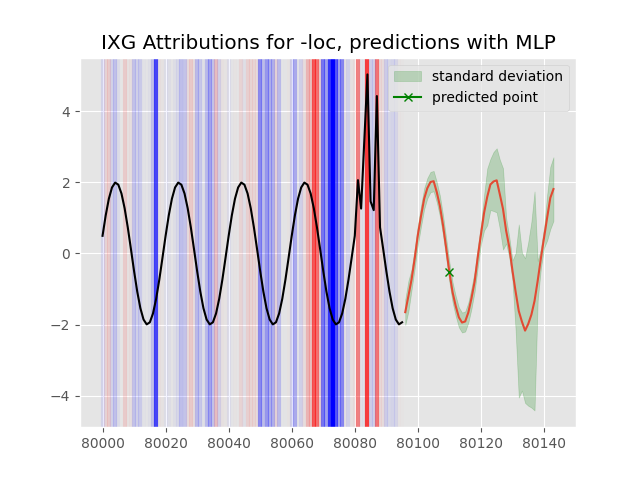 IXG Attributions for -loc, predictions with MLP
standard deviation
predicted point
4
2
0
−2
−4
80000 80020 80040 80060 80080 80100 80120 80140